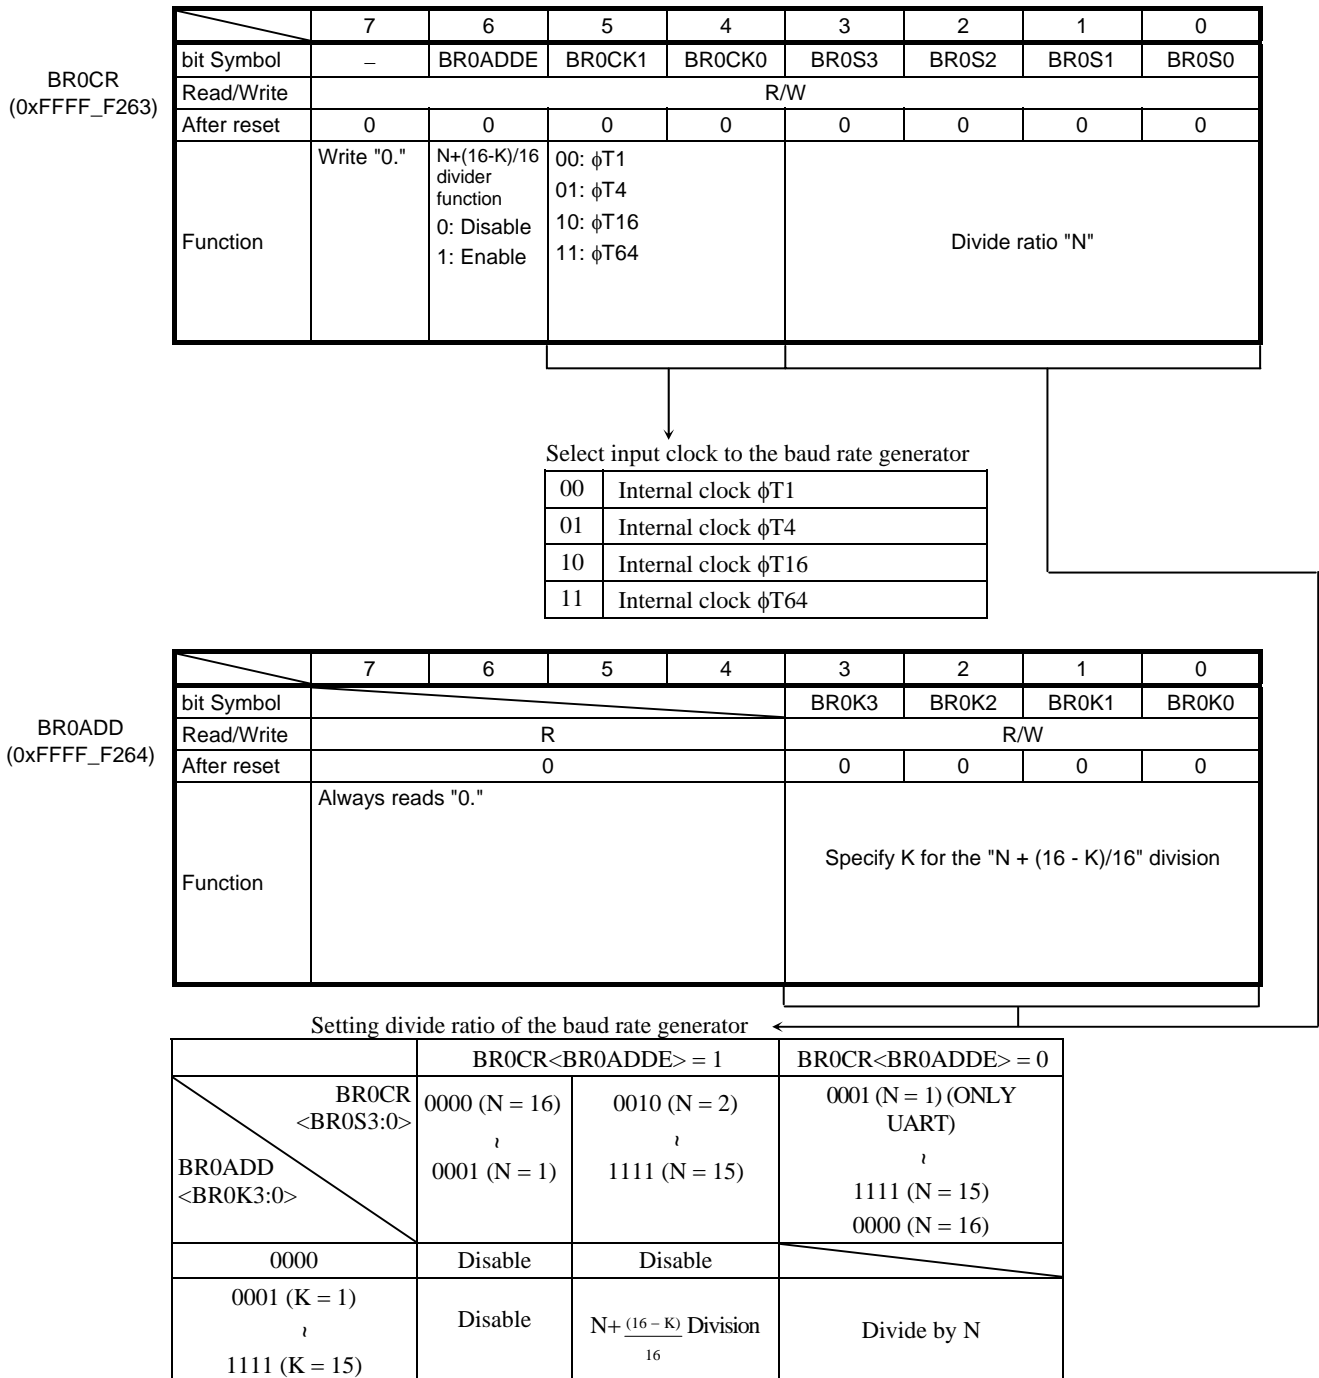 7 6 5 4 3 2 1 0
BR0CR
(0xFFFF_F263)
bit Symbol – BR0ADDE BR0CK1 BR0CK0 BR0S3 BR0S2 BR0S1 BR0S0
Read/Write R/W
After reset 0 0 0 0 0 0 0 0
Function
Write "0."
N+(16-K)/16
divider
function
0: Disable
1: Enable
00: ϕT1
01: ϕT4
10: ϕT16
11: ϕT64
Divide ratio "N"
Select input clock to the baud rate generator
00 Internal clock ϕT1
01 Internal clock ϕT4
10 Internal clock ϕT16
11 Internal clock ϕT64
7 6 5 4 3 2 1 0
BR0ADD
(0xFFFF_F264)
bit Symbol BR0K3 BR0K2 BR0K1 BR0K0
Read/Write R R/W
After reset 0 0 0 0 0
Function
Always reads "0."
Specify K for the "N + (16 - K)/16" division
Setting divide ratio of the baud rate generator
BR0CR<BR0ADDE> = 1 BR0CR<BR0ADDE> = 0
BR0CR
<BR0S3:0>
BR0ADD
<BR0K3:0>
0000 (N = 16)
≀
0001 (N = 1)
0010 (N = 2)
≀
1111 (N = 15)
0001 (N = 1) (ONLY
UART)
≀
1111 (N = 15)
0000 (N = 16)
0000 Disable Disable
0001 (K = 1)
≀
1111 (K = 15)
Disable
N+ (16 – K)/16 Division
Divide by N